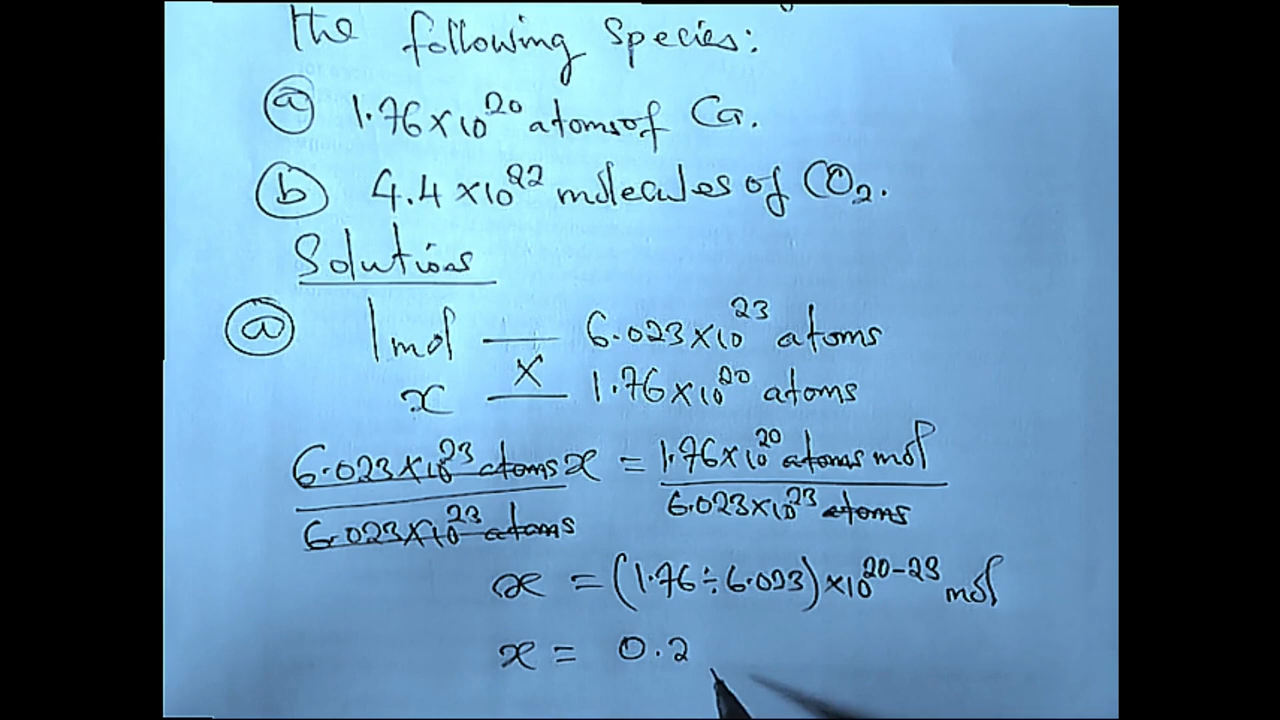 the following species:
(a) 1.76×10²⁰ atoms of Ca.
(b) 4.4×10²² molecules of CO₂.
Solutions
(a) 1mol — 6.023×10²³ atoms
X
x — 1.76×10²⁰ atoms
6.023×10²³ atoms x = 1.76×10²⁰ atoms mol
6.023×10²³ atoms 6.023×10²³ atoms
x = (1.76÷6.023)×10²⁰⁻²³ mol
x = 0.2